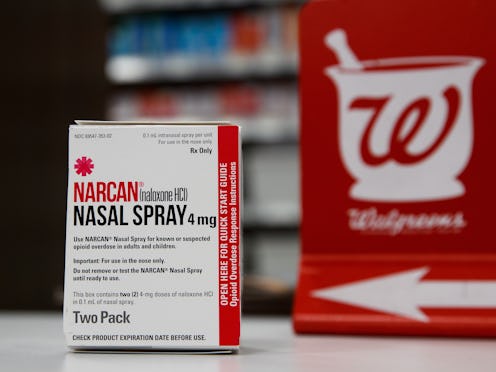 NDC 69547-353-02
0.1 mL intranasal spray per unit
For use in the nose only
Rx Only
NARCAN® (naloxone HCl)
NASAL SPRAY 4 mg
Use NARCAN® Nasal Spray for known or suspected
opioid overdose in adults and children.
Important: For use in the nose only.
Do not remove or test the NARCAN® Nasal Spray
until ready to use.
This box contains two (2) 4-mg doses of naloxone HCl
in 0.1 mL of nasal spray.
Two Pack
CHECK PRODUCT EXPIRATION DATE BEFORE USE.
OPEN HERE FOR QUICK START GUIDE
Opioid Overdose Response Instructions
W
Walgreens